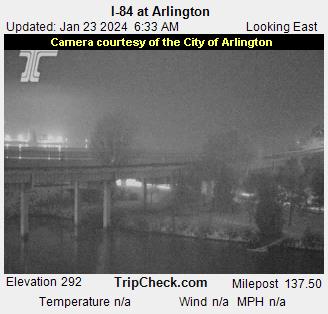 I-84 at Arlington
Updated: Jan 23 2024 6:33 AM Looking East
Camera courtesy of the City of Arlington
Elevation 292 TripCheck.com Milepost 137.50
Temperature n/a Wind n/a MPH n/a